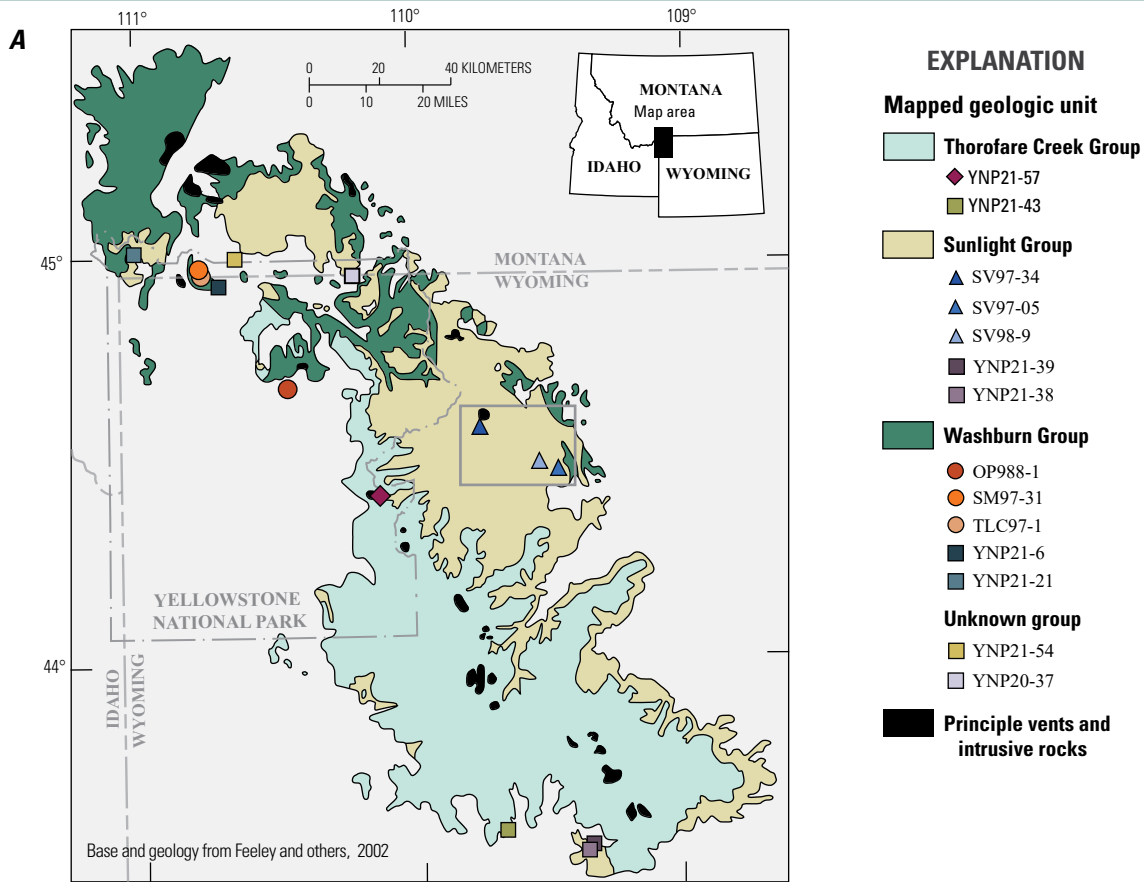 A
111°
110°
109°
0 20 40 KILOMETERS
0 10 20 MILES
MONTANA
Map area
IDAHO
WYOMING
45°
MONTANA
WYOMING
YELLOWSTONE
NATIONAL PARK
44°
IDAHO
WYOMING
Base and geology from Feeley and others, 2002
EXPLANATION
Mapped geologic unit
Thorofare Creek Group
YNP21-57
YNP21-43
Sunlight Group
SV97-34
SV97-05
SV98-9
YNP21-39
YNP21-38
Washburn Group
OP988-1
SM97-31
TLC97-1
YNP21-6
YNP21-21
Unknown group
YNP21-54
YNP20-37
Principle vents and
intrusive rocks